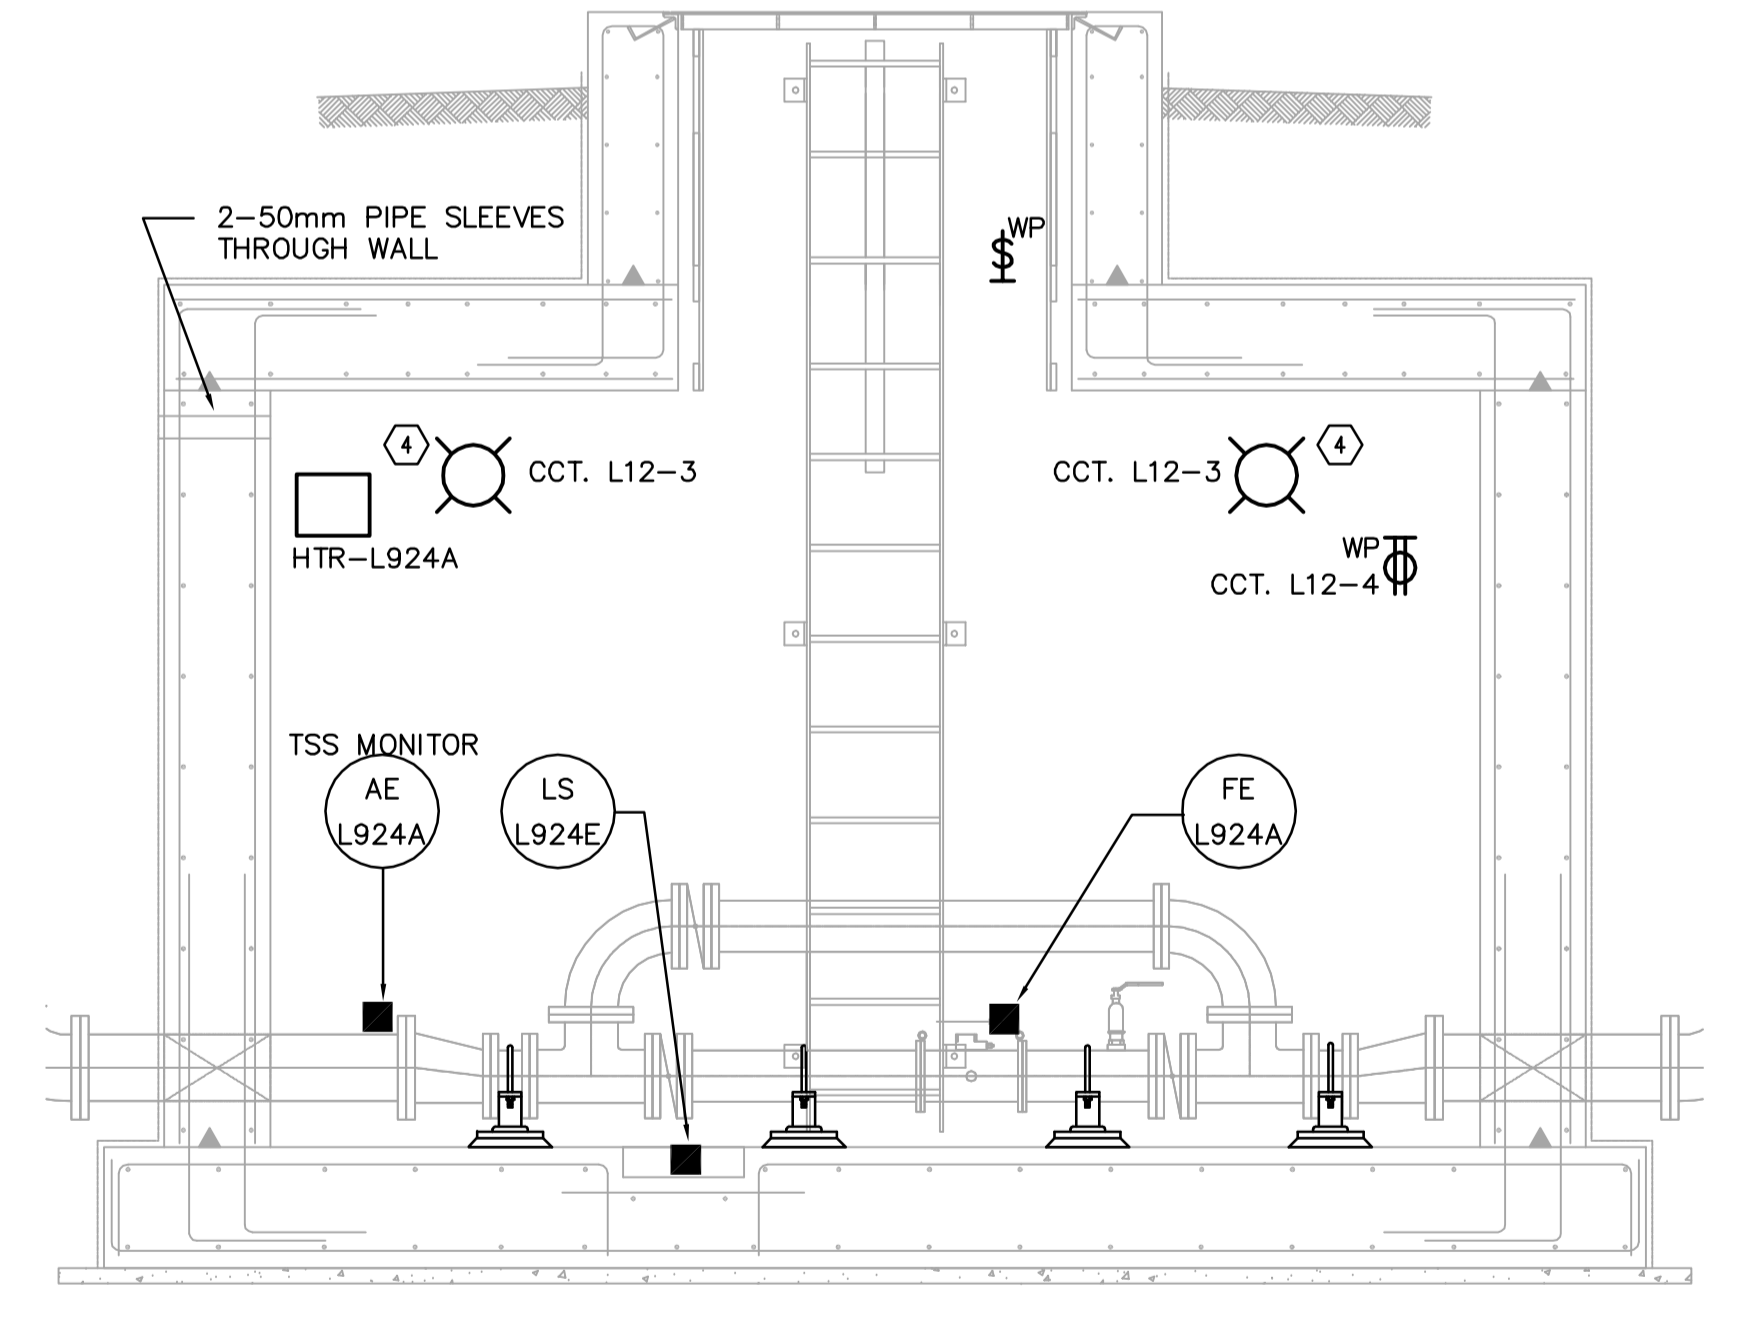 WP
$
2-50mm PIPE SLEEVES
THROUGH WALL
4
CCT. L12-3
CCT. L12-3
4
HTR-L924A
WP
CCT. L12-4
TSS MONITOR
AE
L924A
LS
L924E
FE
L924A